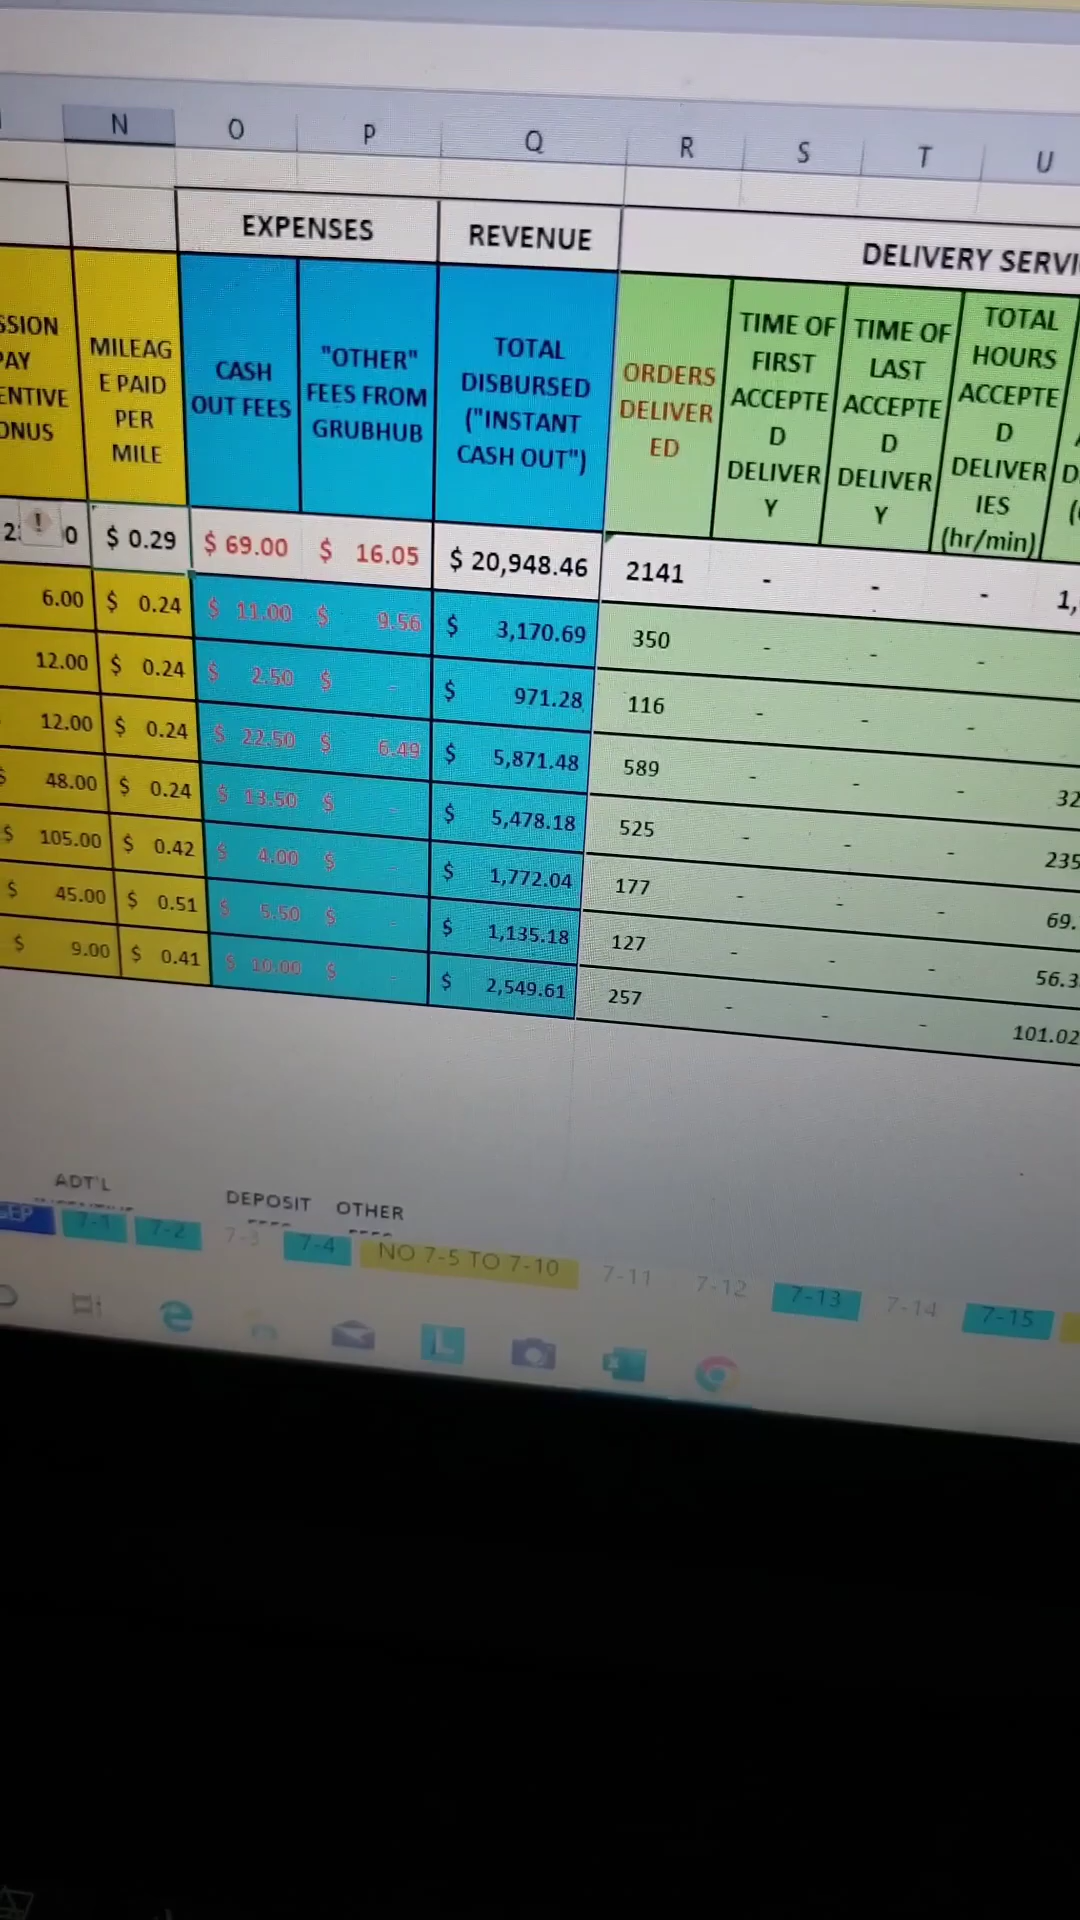 N O P Q R S T U
EXPENSES REVENUE DELIVERY SERVI
SSION
PAY
ENTIVE
ONUS
MILEAG
E PAID
PER
MILE
CASH
OUT FEES
"OTHER"
FEES FROM
GRUBHUB
TOTAL
DISBURSED
("INSTANT
CASH OUT")
ORDERS
DELIVER
ED
TIME OF
FIRST
ACCEPTE
D
DELIVER
Y
TIME OF
LAST
ACCEPTE
D
DELIVER
Y
TOTAL
HOURS
ACCEPTE
D
DELIVER
IES
(hr/min)
D
(
2 ! 0 $ 0.29 $ 69.00 $ 16.05 $ 20,948.46 2141 - - - 1,
6.00 $ 0.24 $ 11.00 $ 9.56 $ 3,170.69 350 - - -
12.00 $ 0.24 $ 2.50 $ - $ 971.28 116 - - -
12.00 $ 0.24 $ 22.50 $ 6.49 $ 5,871.48 589 - - - 32
$ 48.00 $ 0.24 $ 13.50 $ - $ 5,478.18 525 - - - 235
$ 105.00 $ 0.42 $ 4.00 $ - $ 1,772.04 177 - - - 69.
$ 45.00 $ 0.51 $ 5.50 $ - $ 1,135.18 127 - - - 56.3
$ 9.00 $ 0.41 $ 10.00 $ - $ 2,549.61 257 - - - 101.02
ADT'L
DEPOSIT OTHER
SEP 7-1 7-2 7-3 7-4 NO 7-5 TO 7-10 7-11 7-12 7-13 7-14 7-15